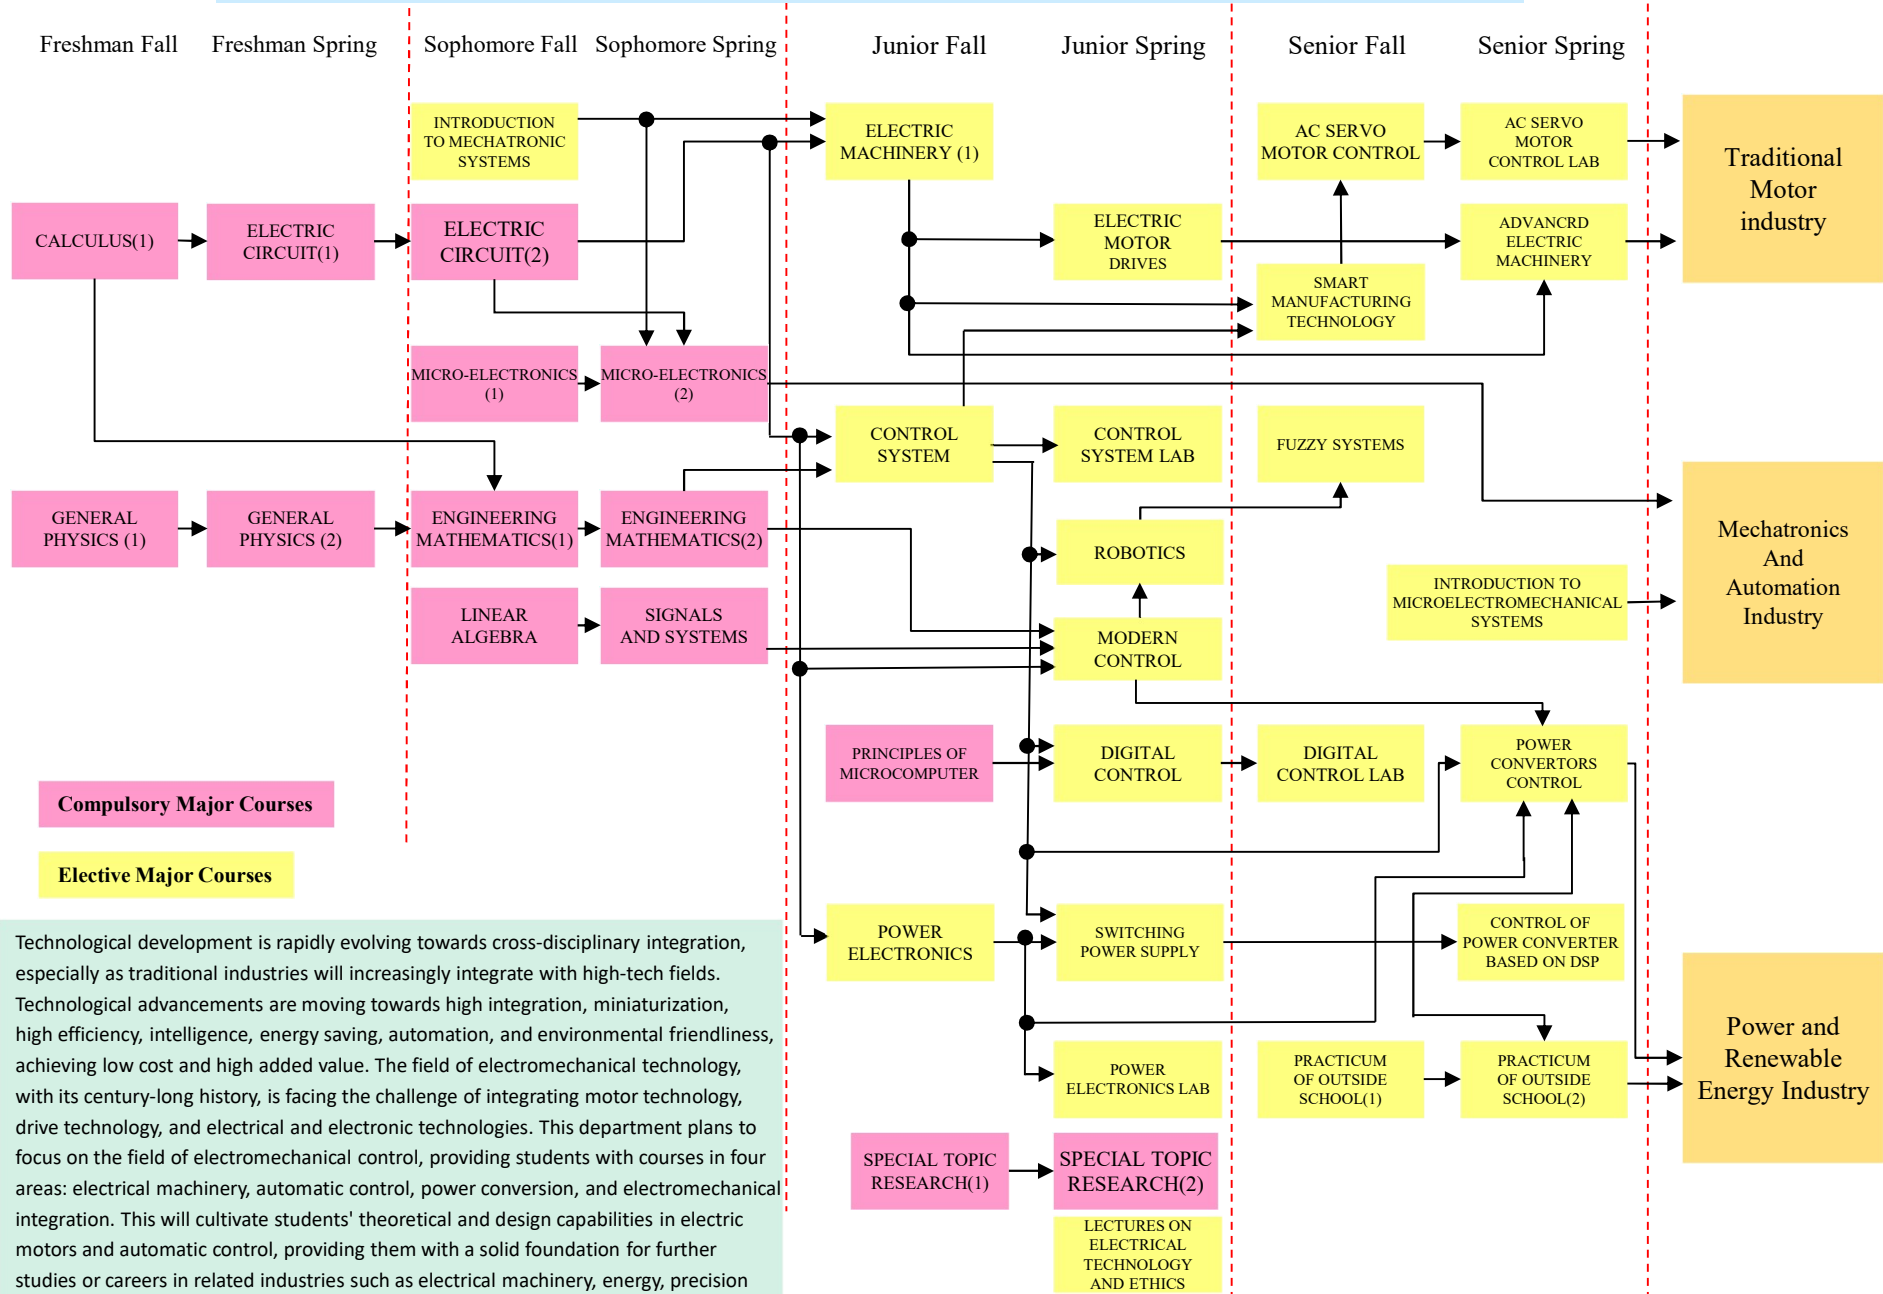 Freshman Fall
Freshman Spring
Sophomore Fall
Sophomore Spring
Junior Fall
Junior Spring
Senior Fall
Senior Spring
INTRODUCTION
TO MECHATRONIC
SYSTEMS
ELECTRIC
MACHINERY (1)
AC SERVO
MOTOR CONTROL
AC SERVO
MOTOR
CONTROL LAB
Traditional
Motor
industry
CALCULUS(1)
ELECTRIC
CIRCUIT(1)
ELECTRIC
CIRCUIT(2)
ELECTRIC
MOTOR
DRIVES
ADVANCRD
ELECTRIC
MACHINERY
SMART
MANUFACTURING
TECHNOLOGY
MICRO-ELECTRONICS
(1)
MICRO-ELECTRONICS
(2)
CONTROL
SYSTEM
CONTROL
SYSTEM LAB
FUZZY SYSTEMS
GENERAL
PHYSICS (1)
GENERAL
PHYSICS (2)
ENGINEERING
MATHEMATICS(1)
ENGINEERING
MATHEMATICS(2)
ROBOTICS
Mechatronics
And
Automation
Industry
INTRODUCTION TO
MICROELECTROMECHANICAL
SYSTEMS
LINEAR
ALGEBRA
SIGNALS
AND SYSTEMS
MODERN
CONTROL
PRINCIPLES OF
MICROCOMPUTER
DIGITAL
CONTROL
DIGITAL
CONTROL LAB
POWER
CONVERTORS
CONTROL
Compulsory Major Courses
Elective Major Courses
POWER
ELECTRONICS
SWITCHING
POWER SUPPLY
CONTROL OF
POWER CONVERTER
BASED ON DSP
Power and
Renewable
Energy Industry
POWER
ELECTRONICS LAB
PRACTICUM
OF OUTSIDE
SCHOOL(1)
PRACTICUM
OF OUTSIDE
SCHOOL(2)
SPECIAL TOPIC
RESEARCH(1)
SPECIAL TOPIC
RESEARCH(2)
LECTURES ON
ELECTRICAL
TECHNOLOGY
AND ETHICS
Technological development is rapidly evolving towards cross-disciplinary integration,
especially as traditional industries will increasingly integrate with high-tech fields.
Technological advancements are moving towards high integration, miniaturization,
high efficiency, intelligence, energy saving, automation, and environmental friendliness,
achieving low cost and high added value. The field of electromechanical technology,
with its century-long history, is facing the challenge of integrating motor technology,
drive technology, and electrical and electronic technologies. This department plans to
focus on the field of electromechanical control, providing students with courses in four
areas: electrical machinery, automatic control, power conversion, and electromechanical
integration. This will cultivate students' theoretical and design capabilities in electric
motors and automatic control, providing them with a solid foundation for further
studies or careers in related industries such as electrical machinery, energy, precision